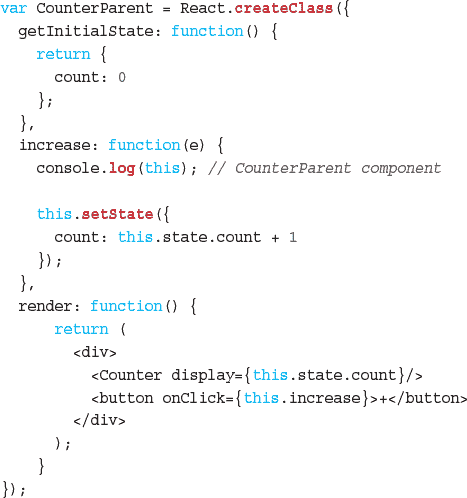 var CounterParent = React.createClass({
  getInitialState: function() {
    return {
      count: 0
    };
  },
  increase: function(e) {
    console.log(this); // CounterParent component

    this.setState({
      count: this.state.count + 1
    });
  },
  render: function() {
      return (
        <div>
          <Counter display={this.state.count}/>
          <button onClick={this.increase}>+</button>
        </div>
      );
    }
});